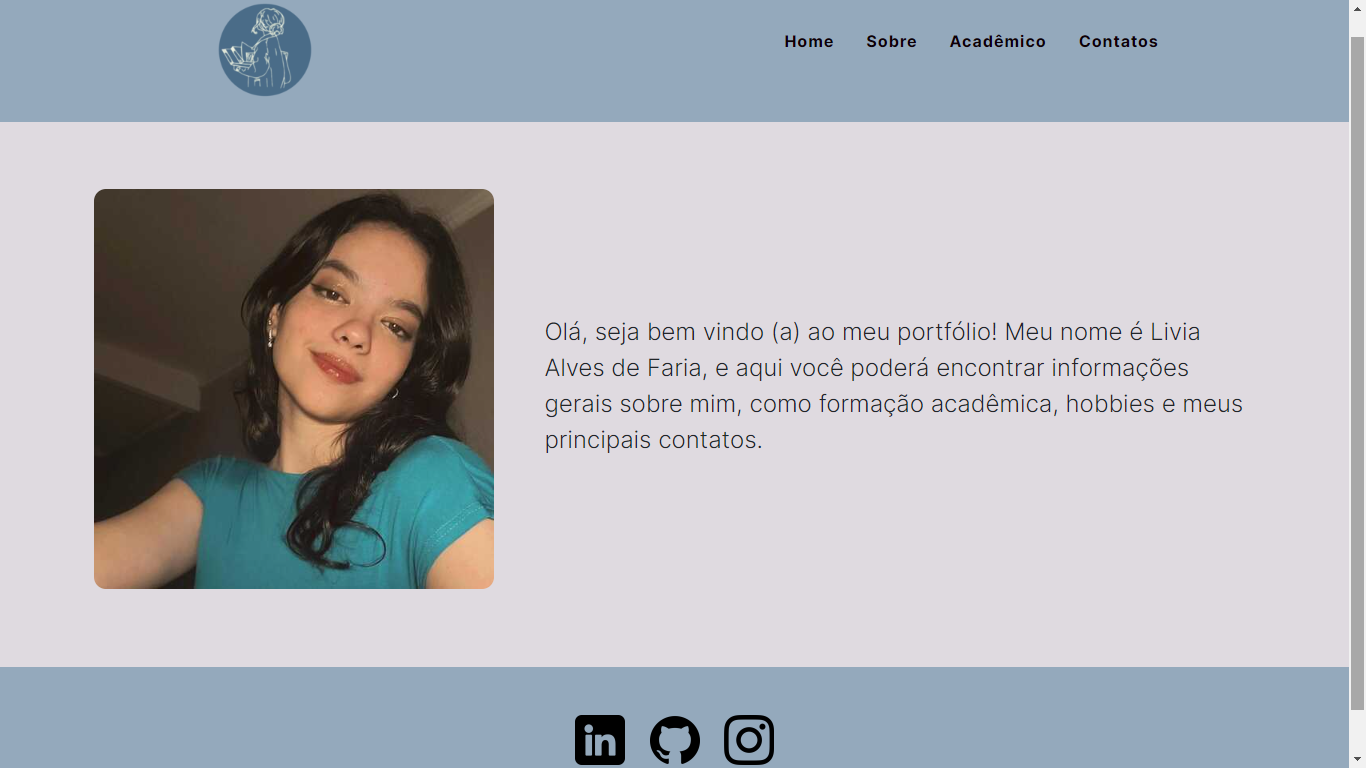 Home Sobre Acadêmico Contatos
Olá, seja bem vindo (a) ao meu portfólio! Meu nome é Livia
Alves de Faria, e aqui você poderá encontrar informações
gerais sobre mim, como formação acadêmica, hobbies e meus
principais contatos.
in